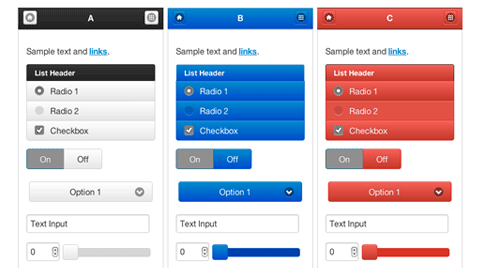 A
Sample text and links.
List Header
Radio 1
Radio 2
Checkbox
On Off
Option 1
Text Input
0
B
Sample text and links.
List Header
Radio 1
Radio 2
Checkbox
On Off
Option 1
Text Input
0
C
Sample text and links.
List Header
Radio 1
Radio 2
Checkbox
On Off
Option 1
Text Input
0